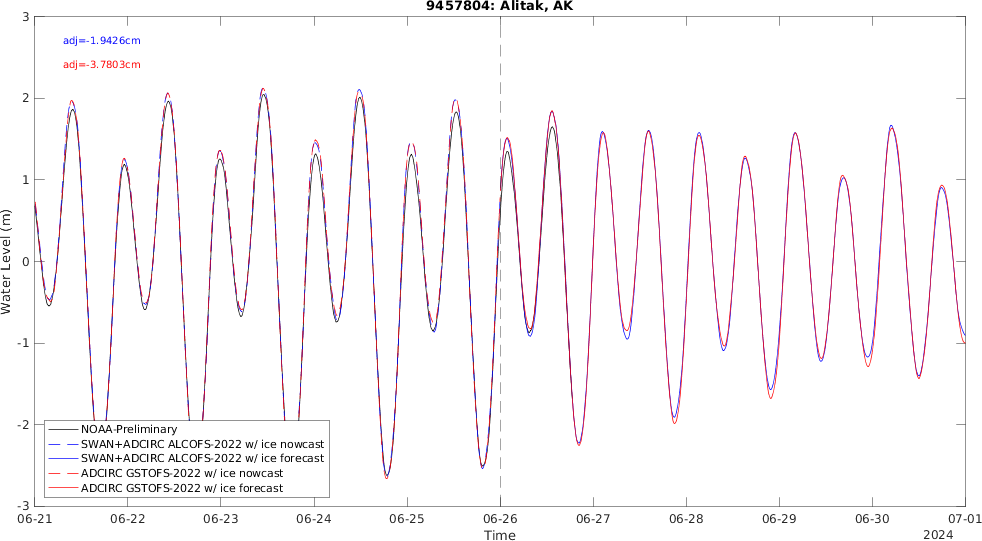 9457804: Alitak, AK
adj=-1.9426cm
adj=-3.7803cm
3
2
1
0
-1
-2
-3
Water Level (m)
NOAA-Preliminary
SWAN+ADCIRC ALCOFS-2022 w/ ice nowcast
SWAN+ADCIRC ALCOFS-2022 w/ ice forecast
ADCIRC GSTOFS-2022 w/ ice nowcast
ADCIRC GSTOFS-2022 w/ ice forecast
06-21 06-22 06-23 06-24 06-25 06-26 06-27 06-28 06-29 06-30 07-01
Time
2024